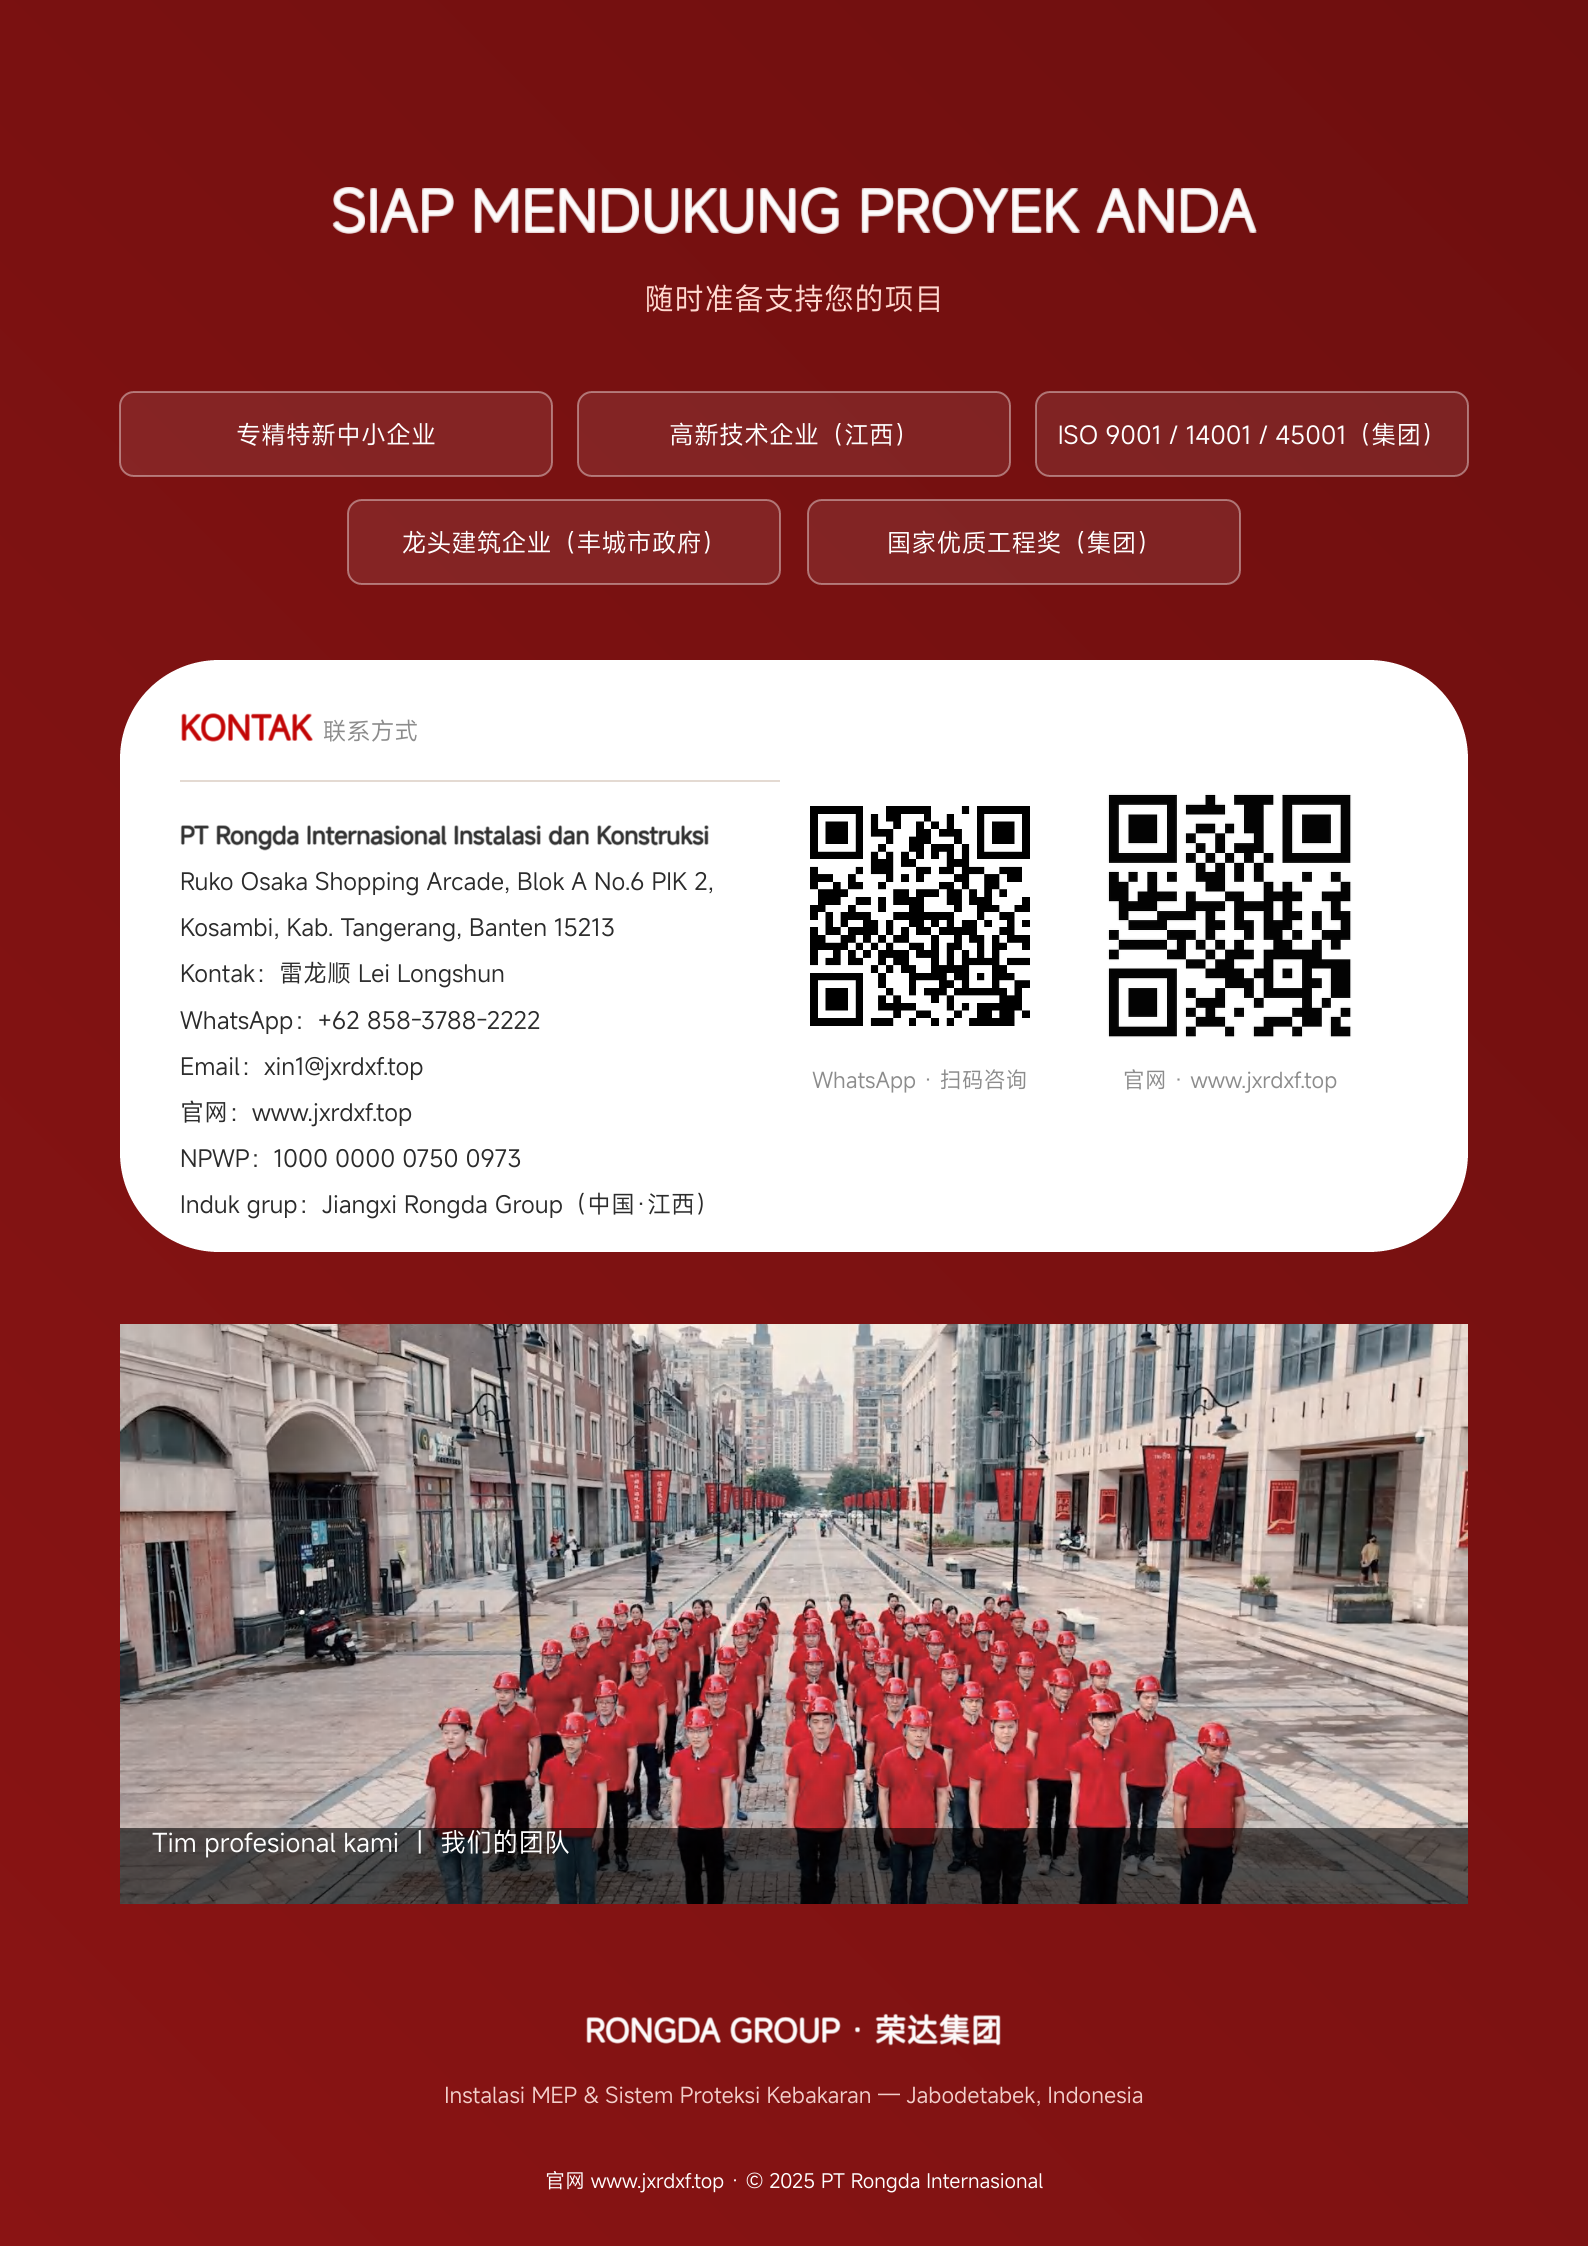 SIAP MENDUKUNG PROYEK ANDA
随时准备支持您的项目
专精特新中小企业
高新技术企业（江西）
ISO 9001 / 14001 / 45001（集团）
龙头建筑企业（丰城市政府）
国家优质工程奖（集团）
KONTAK 联系方式
PT Rongda Internasional Instalasi dan Konstruksi
Ruko Osaka Shopping Arcade, Blok A No.6 PIK 2,
Kosambi, Kab. Tangerang, Banten 15213
Kontak：雷龙顺 Lei Longshun
WhatsApp：+62 858-3788-2222
Email：xin1@jxrdxf.top
官网：www.jxrdxf.top
NPWP：1000 0000 0750 0973
Induk grup：Jiangxi Rongda Group（中国·江西）
WhatsApp · 扫码咨询
官网 · www.jxrdxf.top
Tim profesional kami ｜ 我们的团队
RONGDA GROUP · 荣达集团
Instalasi MEP & Sistem Proteksi Kebakaran — Jabodetabek, Indonesia
官网 www.jxrdxf.top · © 2025 PT Rongda Internasional